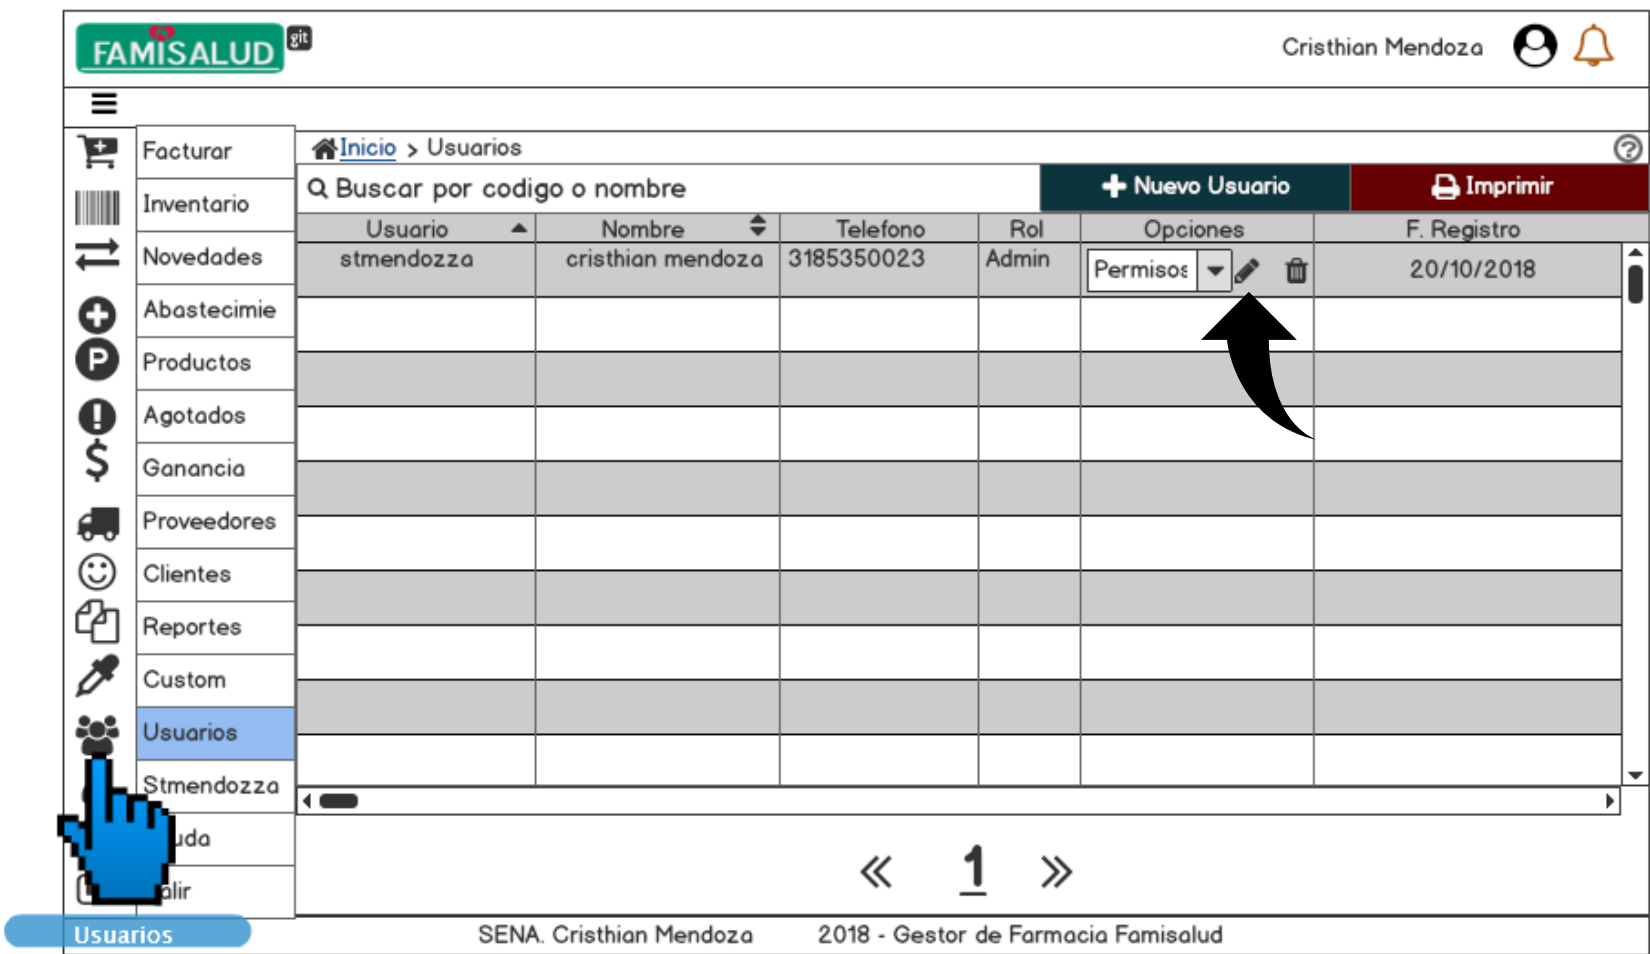 FAMISALUD git
Cristhian Mendoza
Inicio > Usuarios
Buscar por codigo o nombre
Nuevo Usuario
Imprimir
Usuario Nombre Telefono Rol Opciones F. Registro
stmendozza cristhian mendoza 3185350023 Admin Permisos 20/10/2018
Facturar
Inventario
Novedades
Abastecimie
Productos
Agotados
Ganancia
Proveedores
Clientes
Reportes
Custom
Usuarios
Stmendozza
uda
alir
« 1 »
Usuarios
SENA. Cristhian Mendoza 2018 - Gestor de Farmacia Famisalud